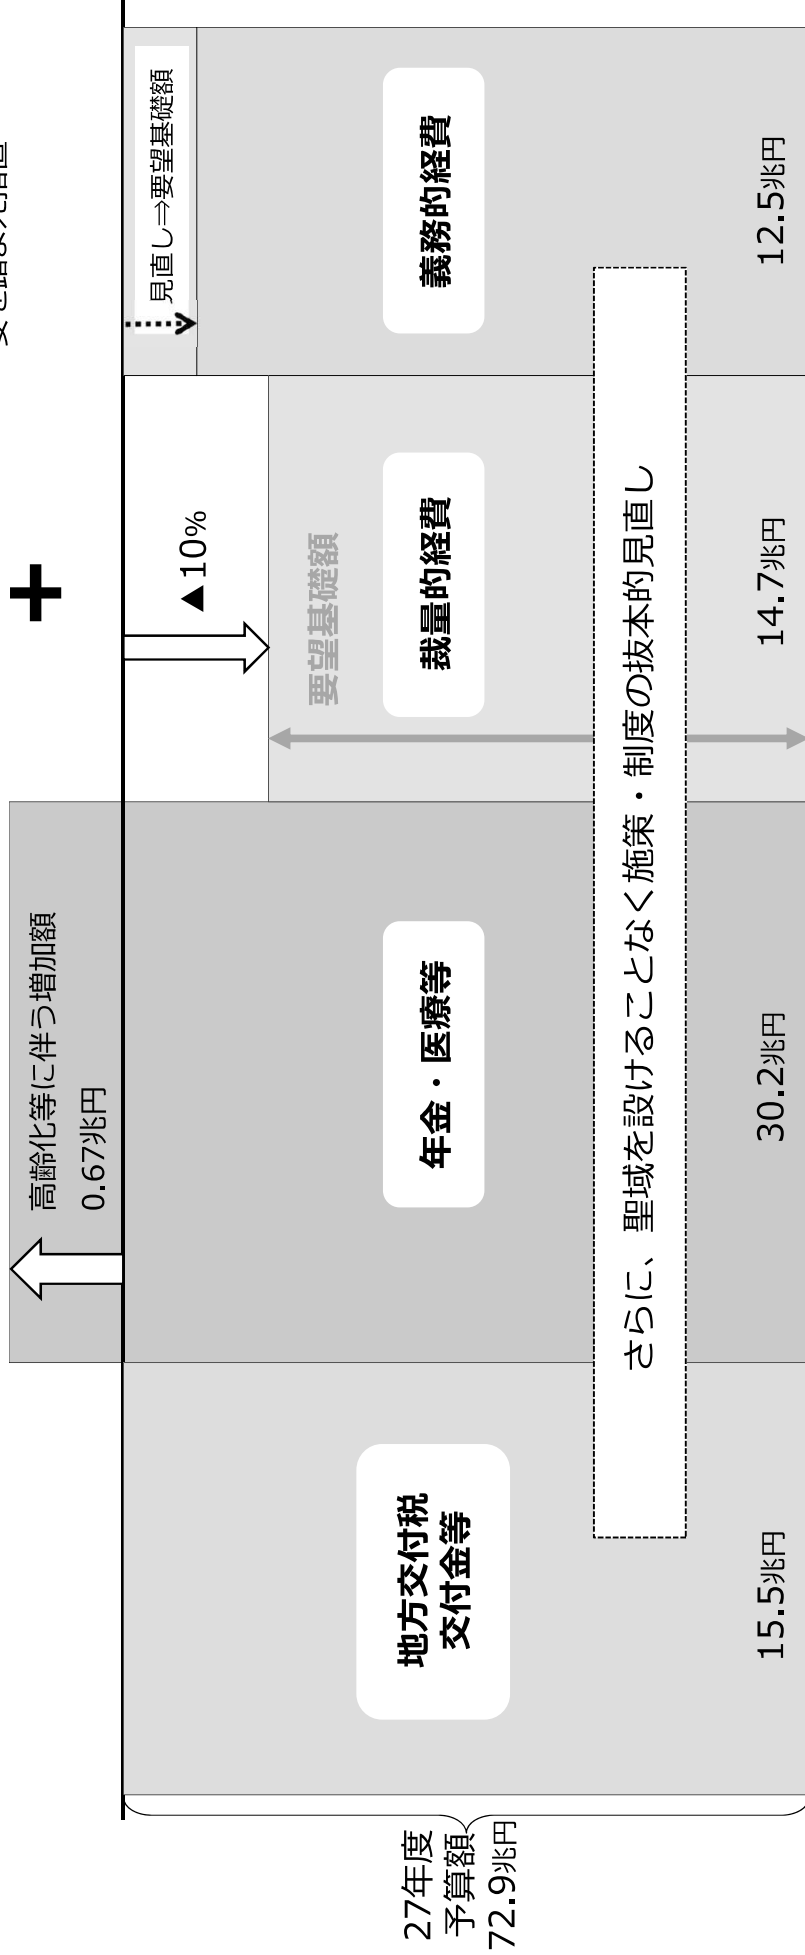 +
高齢化等に伴う増加額
0.67兆円
▲10%
見直し⇒要望基礎額
要望基礎額
27年度
予算額
72.9兆円
地方交付税
交付金等
年金・医療等
裁量的経費
義務的経費
さらに、聖域を設けることなく施策・制度の抜本的見直し
15.5兆円
30.2兆円
14.7兆円
12.5兆円